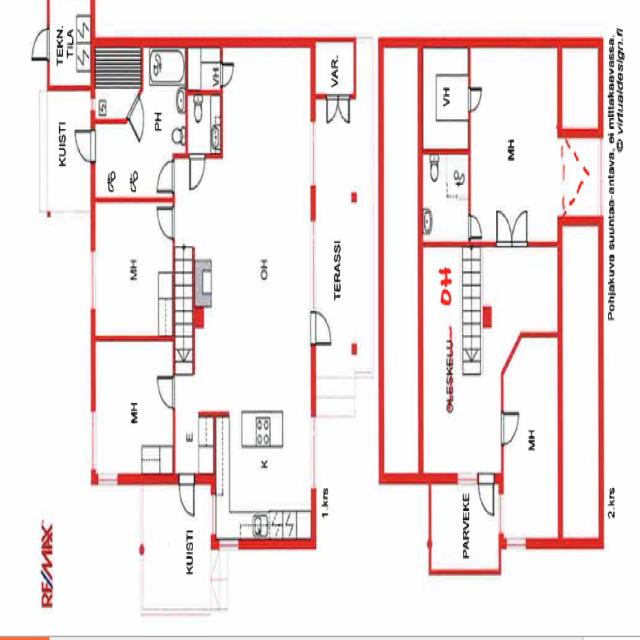 RE/MAX
TEKN.
TILA
KUISTI
PH
VH
VAR.
MH
OH
TERASSI
MH
E
K
KUISTI
1.krs
VH
MH
OH
OLESKELU
MH
PARVEKE
2.krs
Pohjakuva suuntaa-antava, ei mittakaavassa.
© virtualdesign.fi